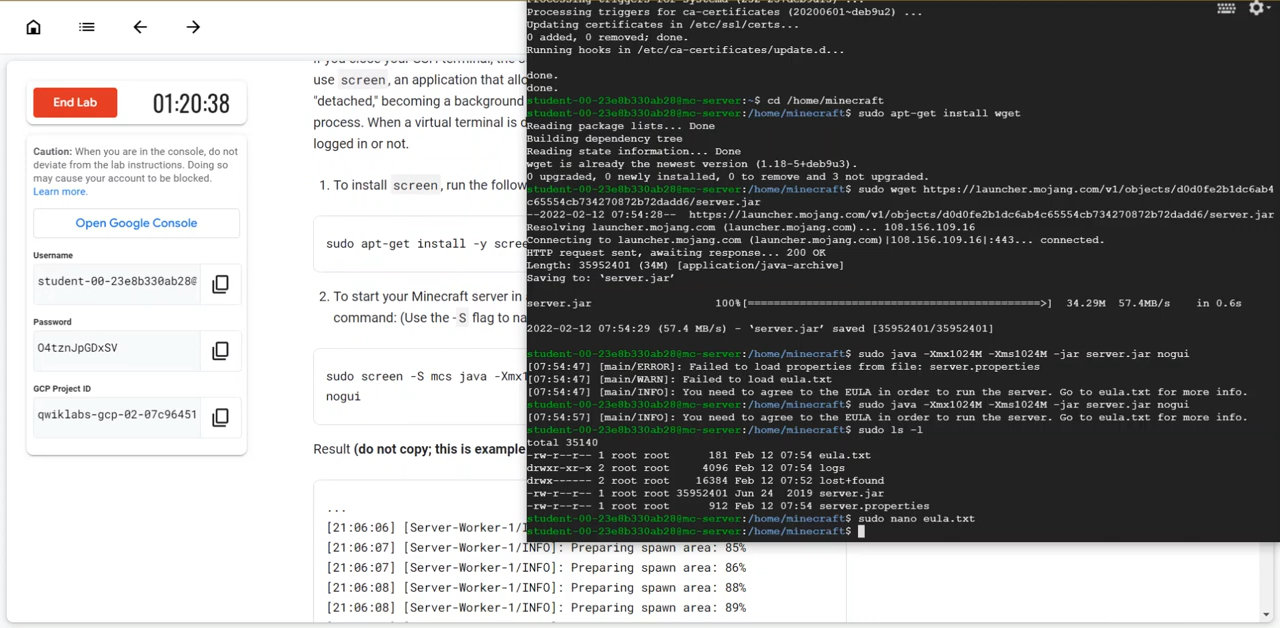 End Lab
01:20:38
Caution: When you are in the console, do not
deviate from the lab instructions. Doing so
may cause your account to be blocked.
Learn more.
Open Google Console
Username
student-00-23e8b330ab28@
Password
O4tznJpGDxSV
GCP Project ID
qwiklabs-gcp-02-07c96451
use screen, an application that allo
"detached," becoming a background
process. When a virtual terminal is d
logged in or not.
1. To install screen, run the follow
sudo apt-get install -y scree
2. To start your Minecraft server in
command: (Use the -S flag to na
sudo screen -S mcs java -Xmx1
nogui
Result (do not copy; this is example
...
[21:06:06] [Server-Worker-1/
[21:06:07] [Server-Worker-1/INFO]: Preparing spawn area: 85%
[21:06:07] [Server-Worker-1/INFO]: Preparing spawn area: 86%
[21:06:08] [Server-Worker-1/INFO]: Preparing spawn area: 88%
[21:06:08] [Server-Worker-1/INFO]: Preparing spawn area: 89%
Processing triggers for ca-certificates (20200601~deb9u2) ...
Updating certificates in /etc/ssl/certs...
0 added, 0 removed; done.
Running hooks in /etc/ca-certificates/update.d...
done.
done.
student-00-23e8b330ab28@mc-server:~$ cd /home/minecraft
student-00-23e8b330ab28@mc-server:/home/minecraft$ sudo apt-get install wget
Reading package lists... Done
Building dependency tree
Reading state information... Done
wget is already the newest version (1.18-5+deb9u3).
0 upgraded, 0 newly installed, 0 to remove and 3 not upgraded.
student-00-23e8b330ab28@mc-server:/home/minecraft$ sudo wget https://launcher.mojang.com/v1/objects/d0d0fe2b1dc6ab4
c65554cb734270872b72dadd6/server.jar
--2022-02-12 07:54:28-- https://launcher.mojang.com/v1/objects/d0d0fe2b1dc6ab4c65554cb734270872b72dadd6/server.jar
Resolving launcher.mojang.com (launcher.mojang.com)... 108.156.109.16
Connecting to launcher.mojang.com (launcher.mojang.com)|108.156.109.16|:443... connected.
HTTP request sent, awaiting response... 200 OK
Length: 35952401 (34M) [application/java-archive]
Saving to: ‘server.jar’
server.jar 100%[=============================================>] 34.29M 57.4MB/s in 0.6s
2022-02-12 07:54:29 (57.4 MB/s) - ‘server.jar’ saved [35952401/35952401]
student-00-23e8b330ab28@mc-server:/home/minecraft$ sudo java -Xmx1024M -Xms1024M -jar server.jar nogui
[07:54:47] [main/ERROR]: Failed to load properties from file: server.properties
[07:54:47] [main/WARN]: Failed to load eula.txt
[07:54:47] [main/INFO]: You need to agree to the EULA in order to run the server. Go to eula.txt for more info.
student-00-23e8b330ab28@mc-server:/home/minecraft$ sudo java -Xmx1024M -Xms1024M -jar server.jar nogui
[07:54:57] [main/INFO]: You need to agree to the EULA in order to run the server. Go to eula.txt for more info.
student-00-23e8b330ab28@mc-server:/home/minecraft$ sudo ls -l
total 35140
-rw-r--r-- 1 root root 181 Feb 12 07:54 eula.txt
drwxr-xr-x 2 root root 4096 Feb 12 07:54 logs
drwx------ 2 root root 16384 Feb 12 07:52 lost+found
-rw-r--r-- 1 root root 35952401 Jun 24 2019 server.jar
-rw-r--r-- 1 root root 912 Feb 12 07:54 server.properties
student-00-23e8b330ab28@mc-server:/home/minecraft$ sudo nano eula.txt
student-00-23e8b330ab28@mc-server:/home/minecraft$